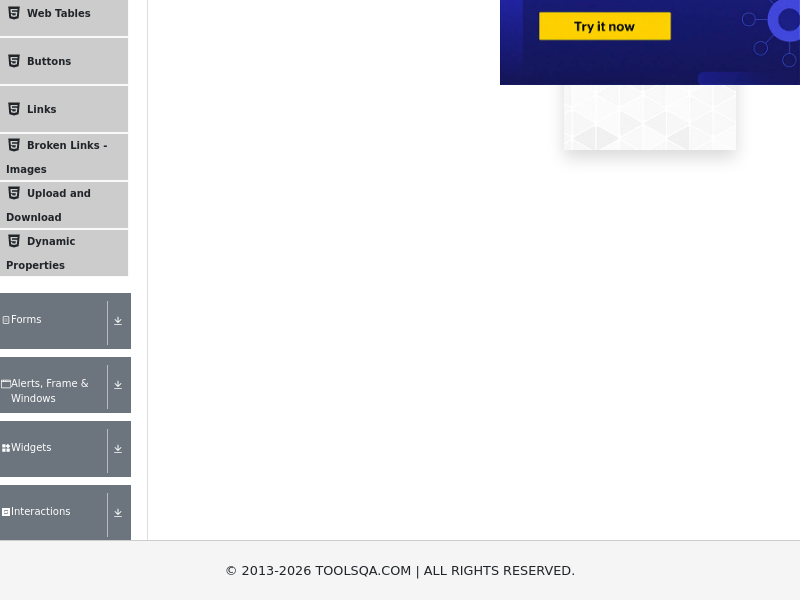 Web Tables
Buttons
Links
Broken Links -
Images
Upload and
Download
Dynamic
Properties
Forms
Alerts, Frame &
Windows
Widgets
Interactions
Try it now
© 2013-2026 TOOLSQA.COM | ALL RIGHTS RESERVED.